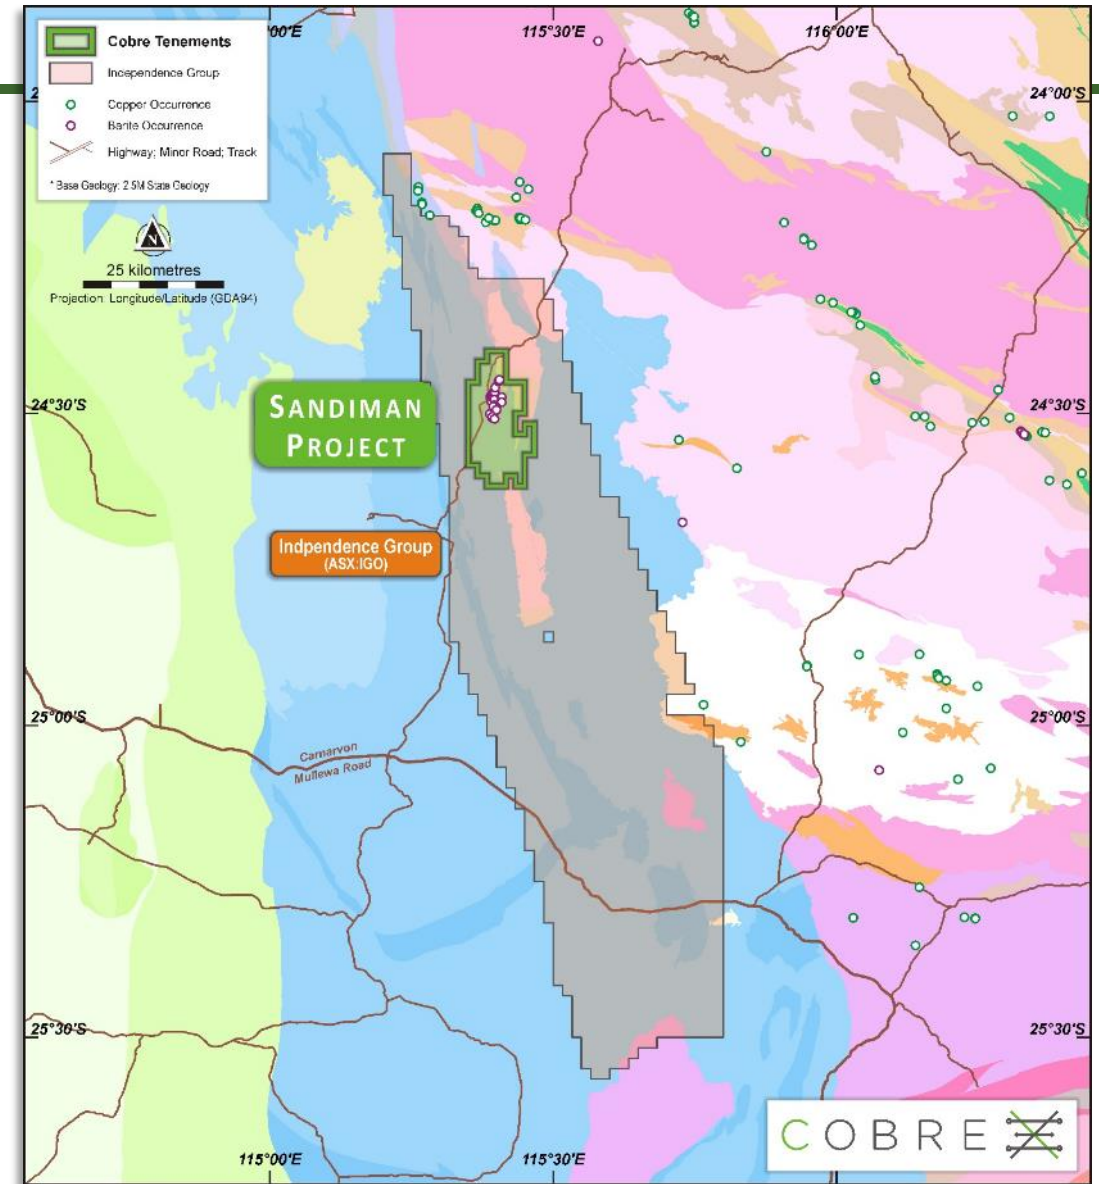 00'E
115°30'E
116°00'E
Cobre Tenements
Independence Group
Copper Occurrence
Barite Occurrence
Highway; Minor Road; Track
* Base Geology: 2.5M State Geology
2
24°00'S
N
25 kilometres
Projection: Longitude/Latitude (GDA94)
SANDIMAN
PROJECT
24°30'S
24°30'S
Indpendence Group
(ASX:IGO)
25°00'S
25°00'S
Carnarvon
Mullewa Road
25°30'S
25°30'S
COBRE
115°00'E
115°30'E